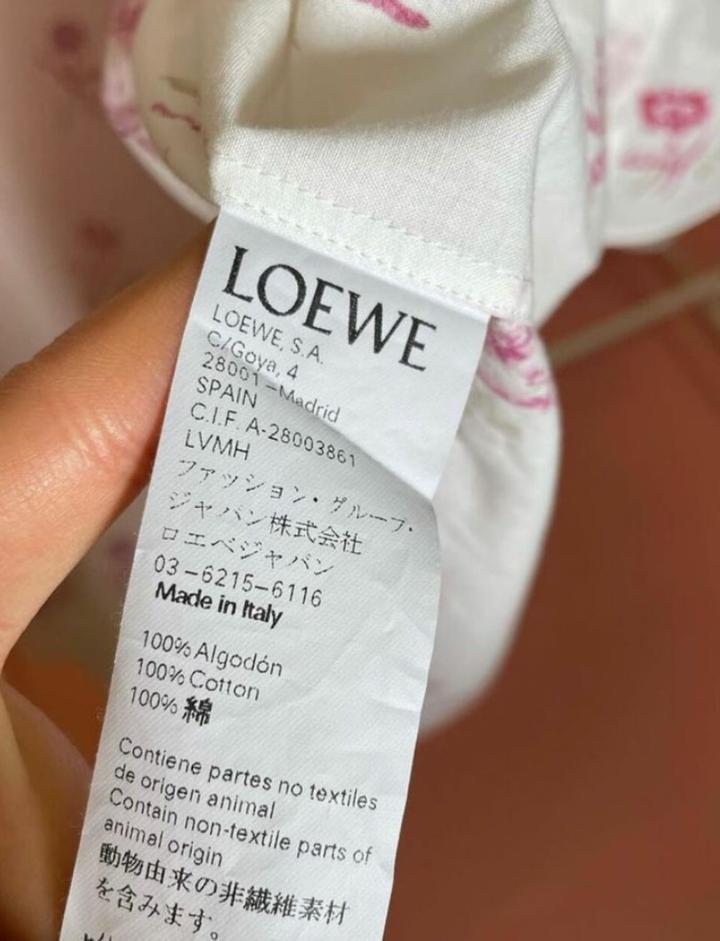 LOEWE
LOEWE, S.A.
C/Goya, 4
28001 - Madrid
SPAIN
C.I.F. A-28003861
LVMH
ファッション・グループ・
ジャパン株式会社
ロエベジャパン
03-6215-6116
Made in Italy
100% Algodón
100% Cotton
100% 綿
Contiene partes no textiles
de origen animal
Contain non-textile parts of
animal origin
動物由来の非繊維素材
を含みます。